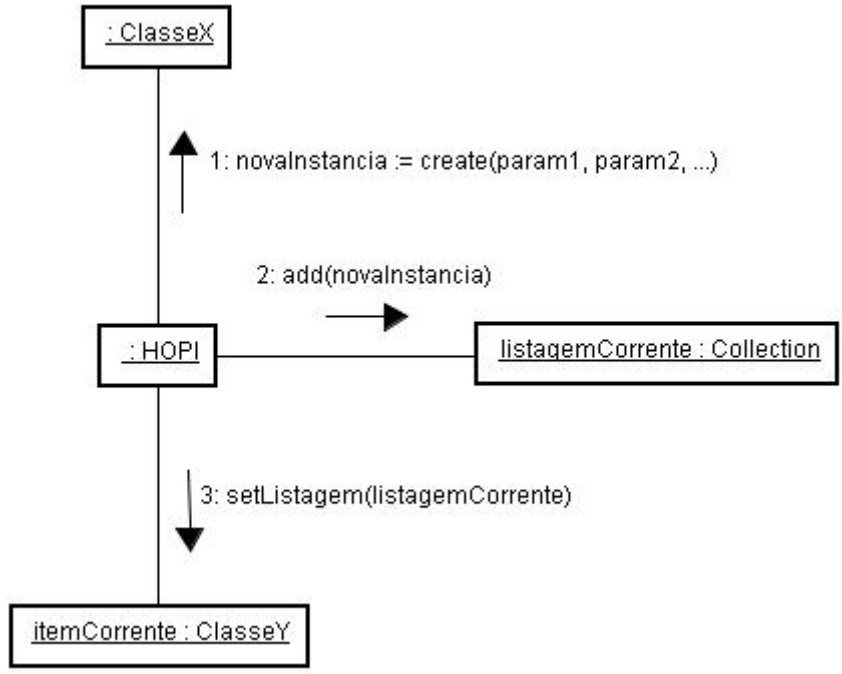 : ClasseX
1: novaInstancia := create(param1, param2, ...)
2: add(novaInstancia)
: HOPI
listagemCorrente : Collection
3: setListagem(listagemCorrente)
itemCorrente : ClasseY